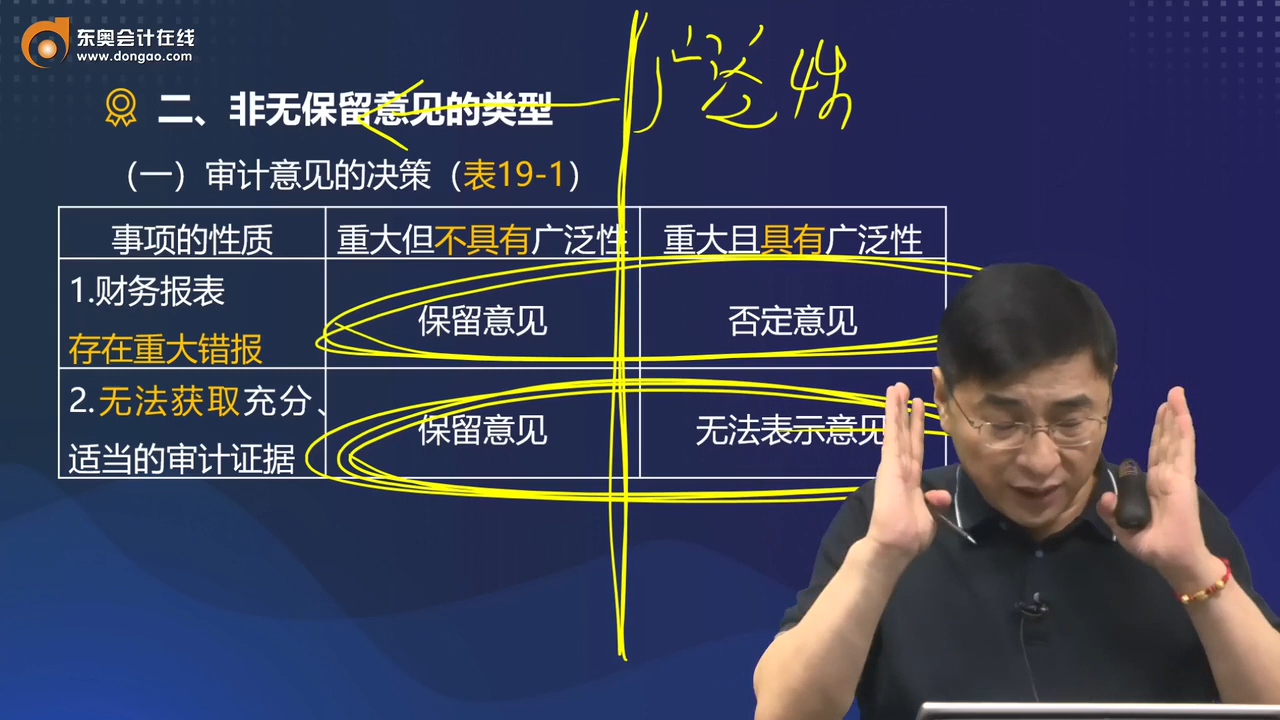 东奥会计在线
www.dongao.com
广泛性
二、非无保留意见的类型
（一）审计意见的决策（表19-1）
事项的性质 重大但不具有广泛性 重大且具有广泛性
1.财务报表
存在重大错报
保留意见 否定意见
2.无法获取充分、
适当的审计证据
保留意见 无法表示意见